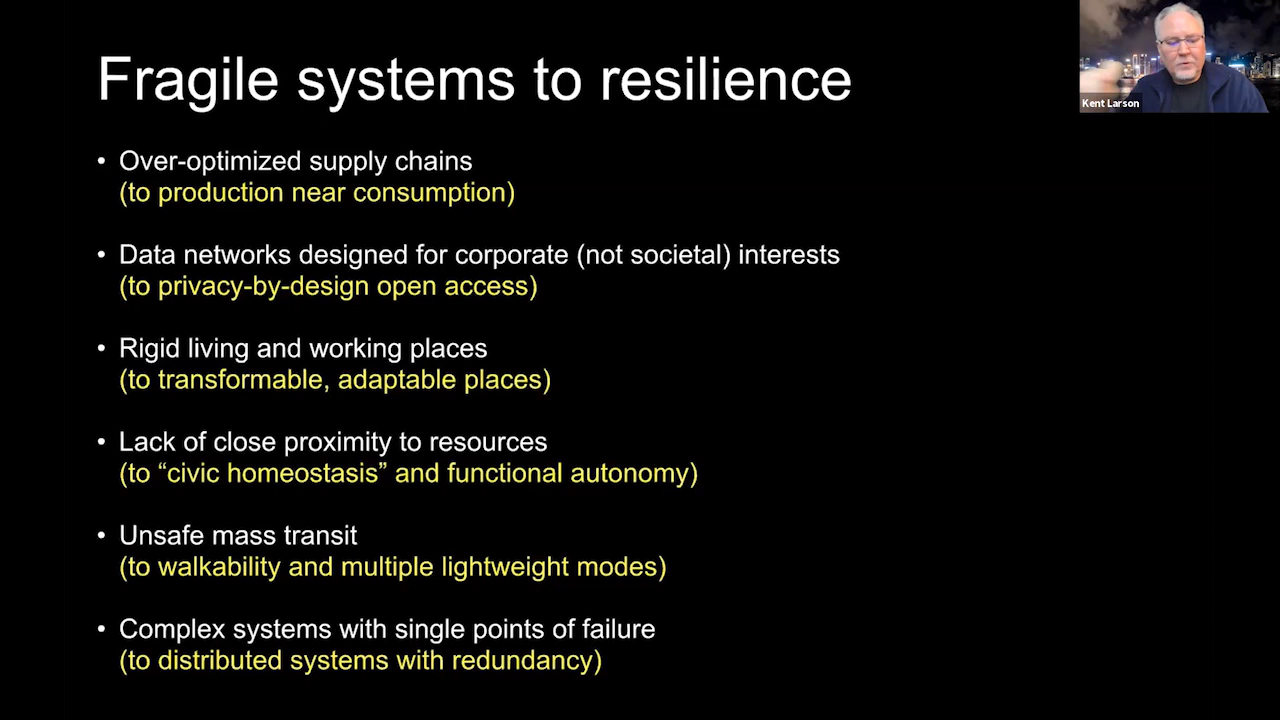 Fragile systems to resilience
Kent Larson
• Over-optimized supply chains
(to production near consumption)
• Data networks designed for corporate (not societal) interests
(to privacy-by-design open access)
• Rigid living and working places
(to transformable, adaptable places)
• Lack of close proximity to resources
(to “civic homeostasis” and functional autonomy)
• Unsafe mass transit
(to walkability and multiple lightweight modes)
• Complex systems with single points of failure
(to distributed systems with redundancy)